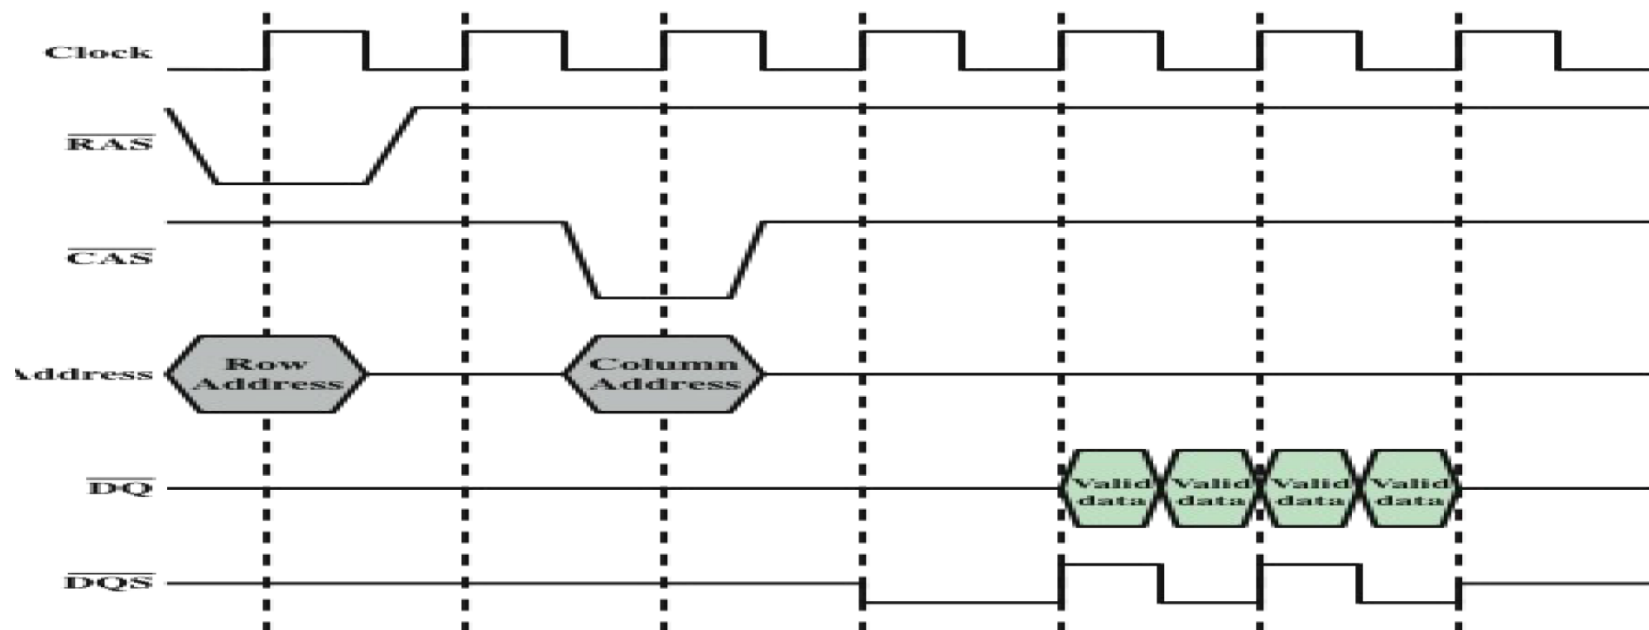 Clock
RAS
CAS
Row
Address
Column
Address
Address
DQ
Valid
data
Valid
data
Valid
data
Valid
data
DQS